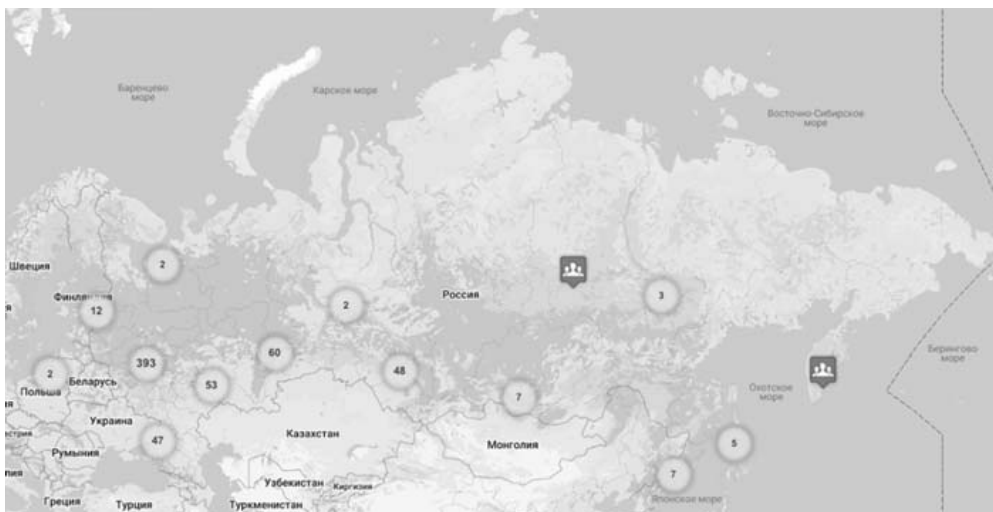 Баренцево
море
Карское море
Восточно-Сибирское
море
Швеция
2
Финляндия
12
2
Россия
3
393
60
48
Берингово
море
2
Польша
Беларусь
53
7
Охотское
море
Украина
47
Казахстан
Монголия
5
Румыния
7
Узбекистан
Киргизия
Японское море
Греция
Турция
Туркменистан